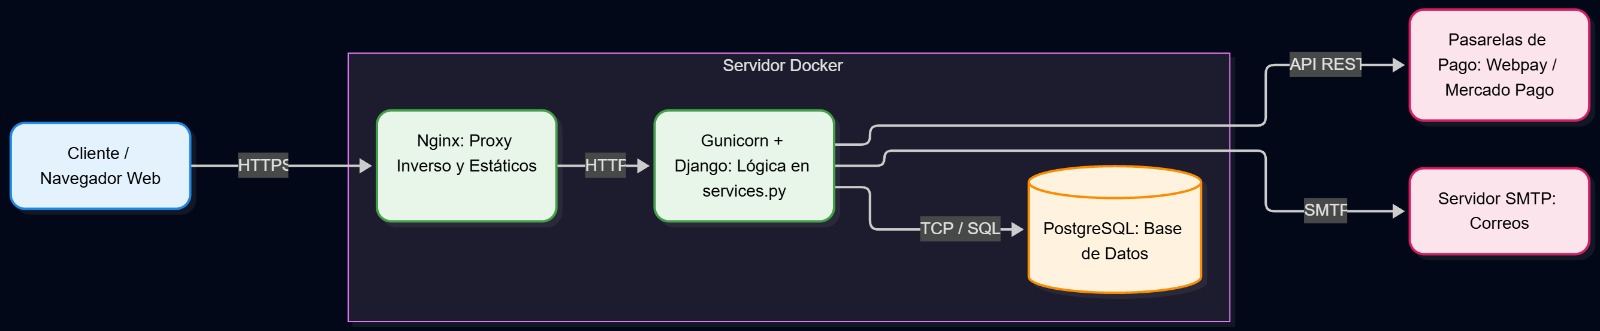 Servidor Docker
Cliente /
Navegador Web
HTTPS
Nginx: Proxy
Inverso y Estáticos
HTTP
Gunicorn +
Django: Lógica en
services.py
TCP / SQL
PostgreSQL: Base
de Datos
API REST
Pasarelas de
Pago: Webpay /
Mercado Pago
SMTP
Servidor SMTP:
Correos